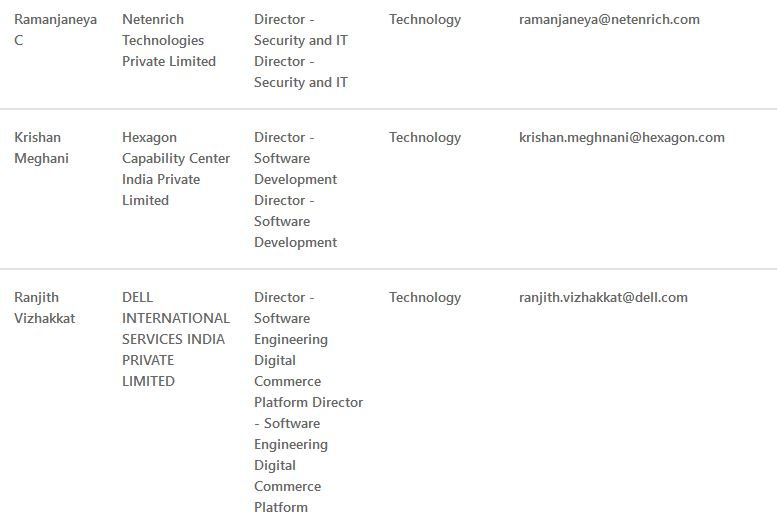 Ramanjaneya
C
Netenrich
Technologies
Private Limited
Director -
Security and IT
Director -
Security and IT
Technology
ramanjaneya@netenrich.com
Krishan
Meghani
Hexagon
Capability Center
India Private
Limited
Director -
Software
Development
Director -
Software
Development
Technology
krishan.meghnani@hexagon.com
Ranjith
Vizhakkat
DELL
INTERNATIONAL
SERVICES INDIA
PRIVATE
LIMITED
Director -
Software
Engineering
Digital
Commerce
Platform Director
- Software
Engineering
Digital
Commerce
Platform
Technology
ranjith.vizhakkat@dell.com